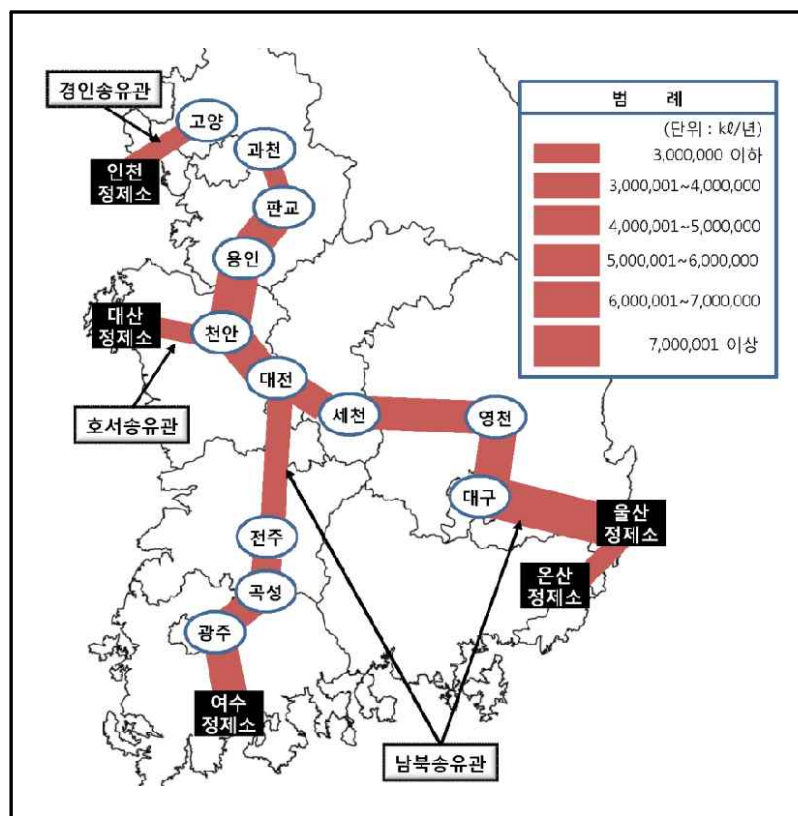 경인송유관
고양
과천
인천
정제소
판교
용인
대산
정제소
천안
대전
호서송유관
세천
영천
대구
울산
정제소
온산
정제소
전주
곡성
광주
여수
정제소
남북송유관
범 례
(단위 : kℓ/년)
3,000,000 이하
3,000,001~4,000,000
4,000,001~5,000,000
5,000,001~6,000,000
6,000,001~7,000,000
7,000,001 이상